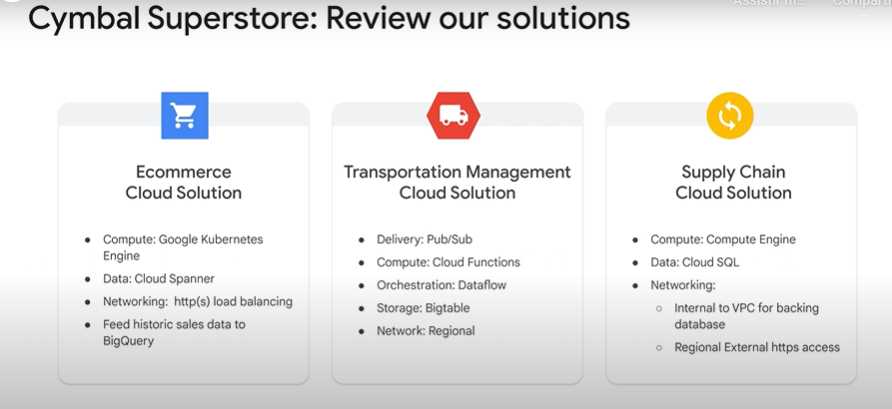 Cymbal Superstore: Review our solutions
Ecommerce
Cloud Solution
Compute: Google Kubernetes
Engine
Data: Cloud Spanner
Networking: http(s) load balancing
Feed historic sales data to
BigQuery
Transportation Management
Cloud Solution
Delivery: Pub/Sub
Compute: Cloud Functions
Orchestration: Dataflow
Storage: Bigtable
Network: Regional
Supply Chain
Cloud Solution
Compute: Compute Engine
Data: Cloud SQL
Networking:
Internal to VPC for backing
database
Regional External https access